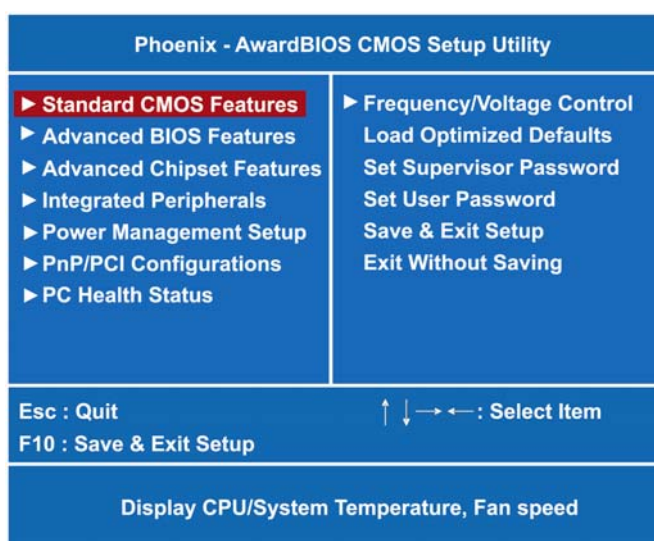 Phoenix - AwardBIOS CMOS Setup Utility
► Standard CMOS Features
► Advanced BIOS Features
► Advanced Chipset Features
► Integrated Peripherals
► Power Management Setup
► PnP/PCI Configurations
► PC Health Status
► Frequency/Voltage Control
Load Optimized Defaults
Set Supervisor Password
Set User Password
Save & Exit Setup
Exit Without Saving
Esc : Quit
↑ ↓ → ← : Select Item
F10 : Save & Exit Setup
Display CPU/System Temperature, Fan speed